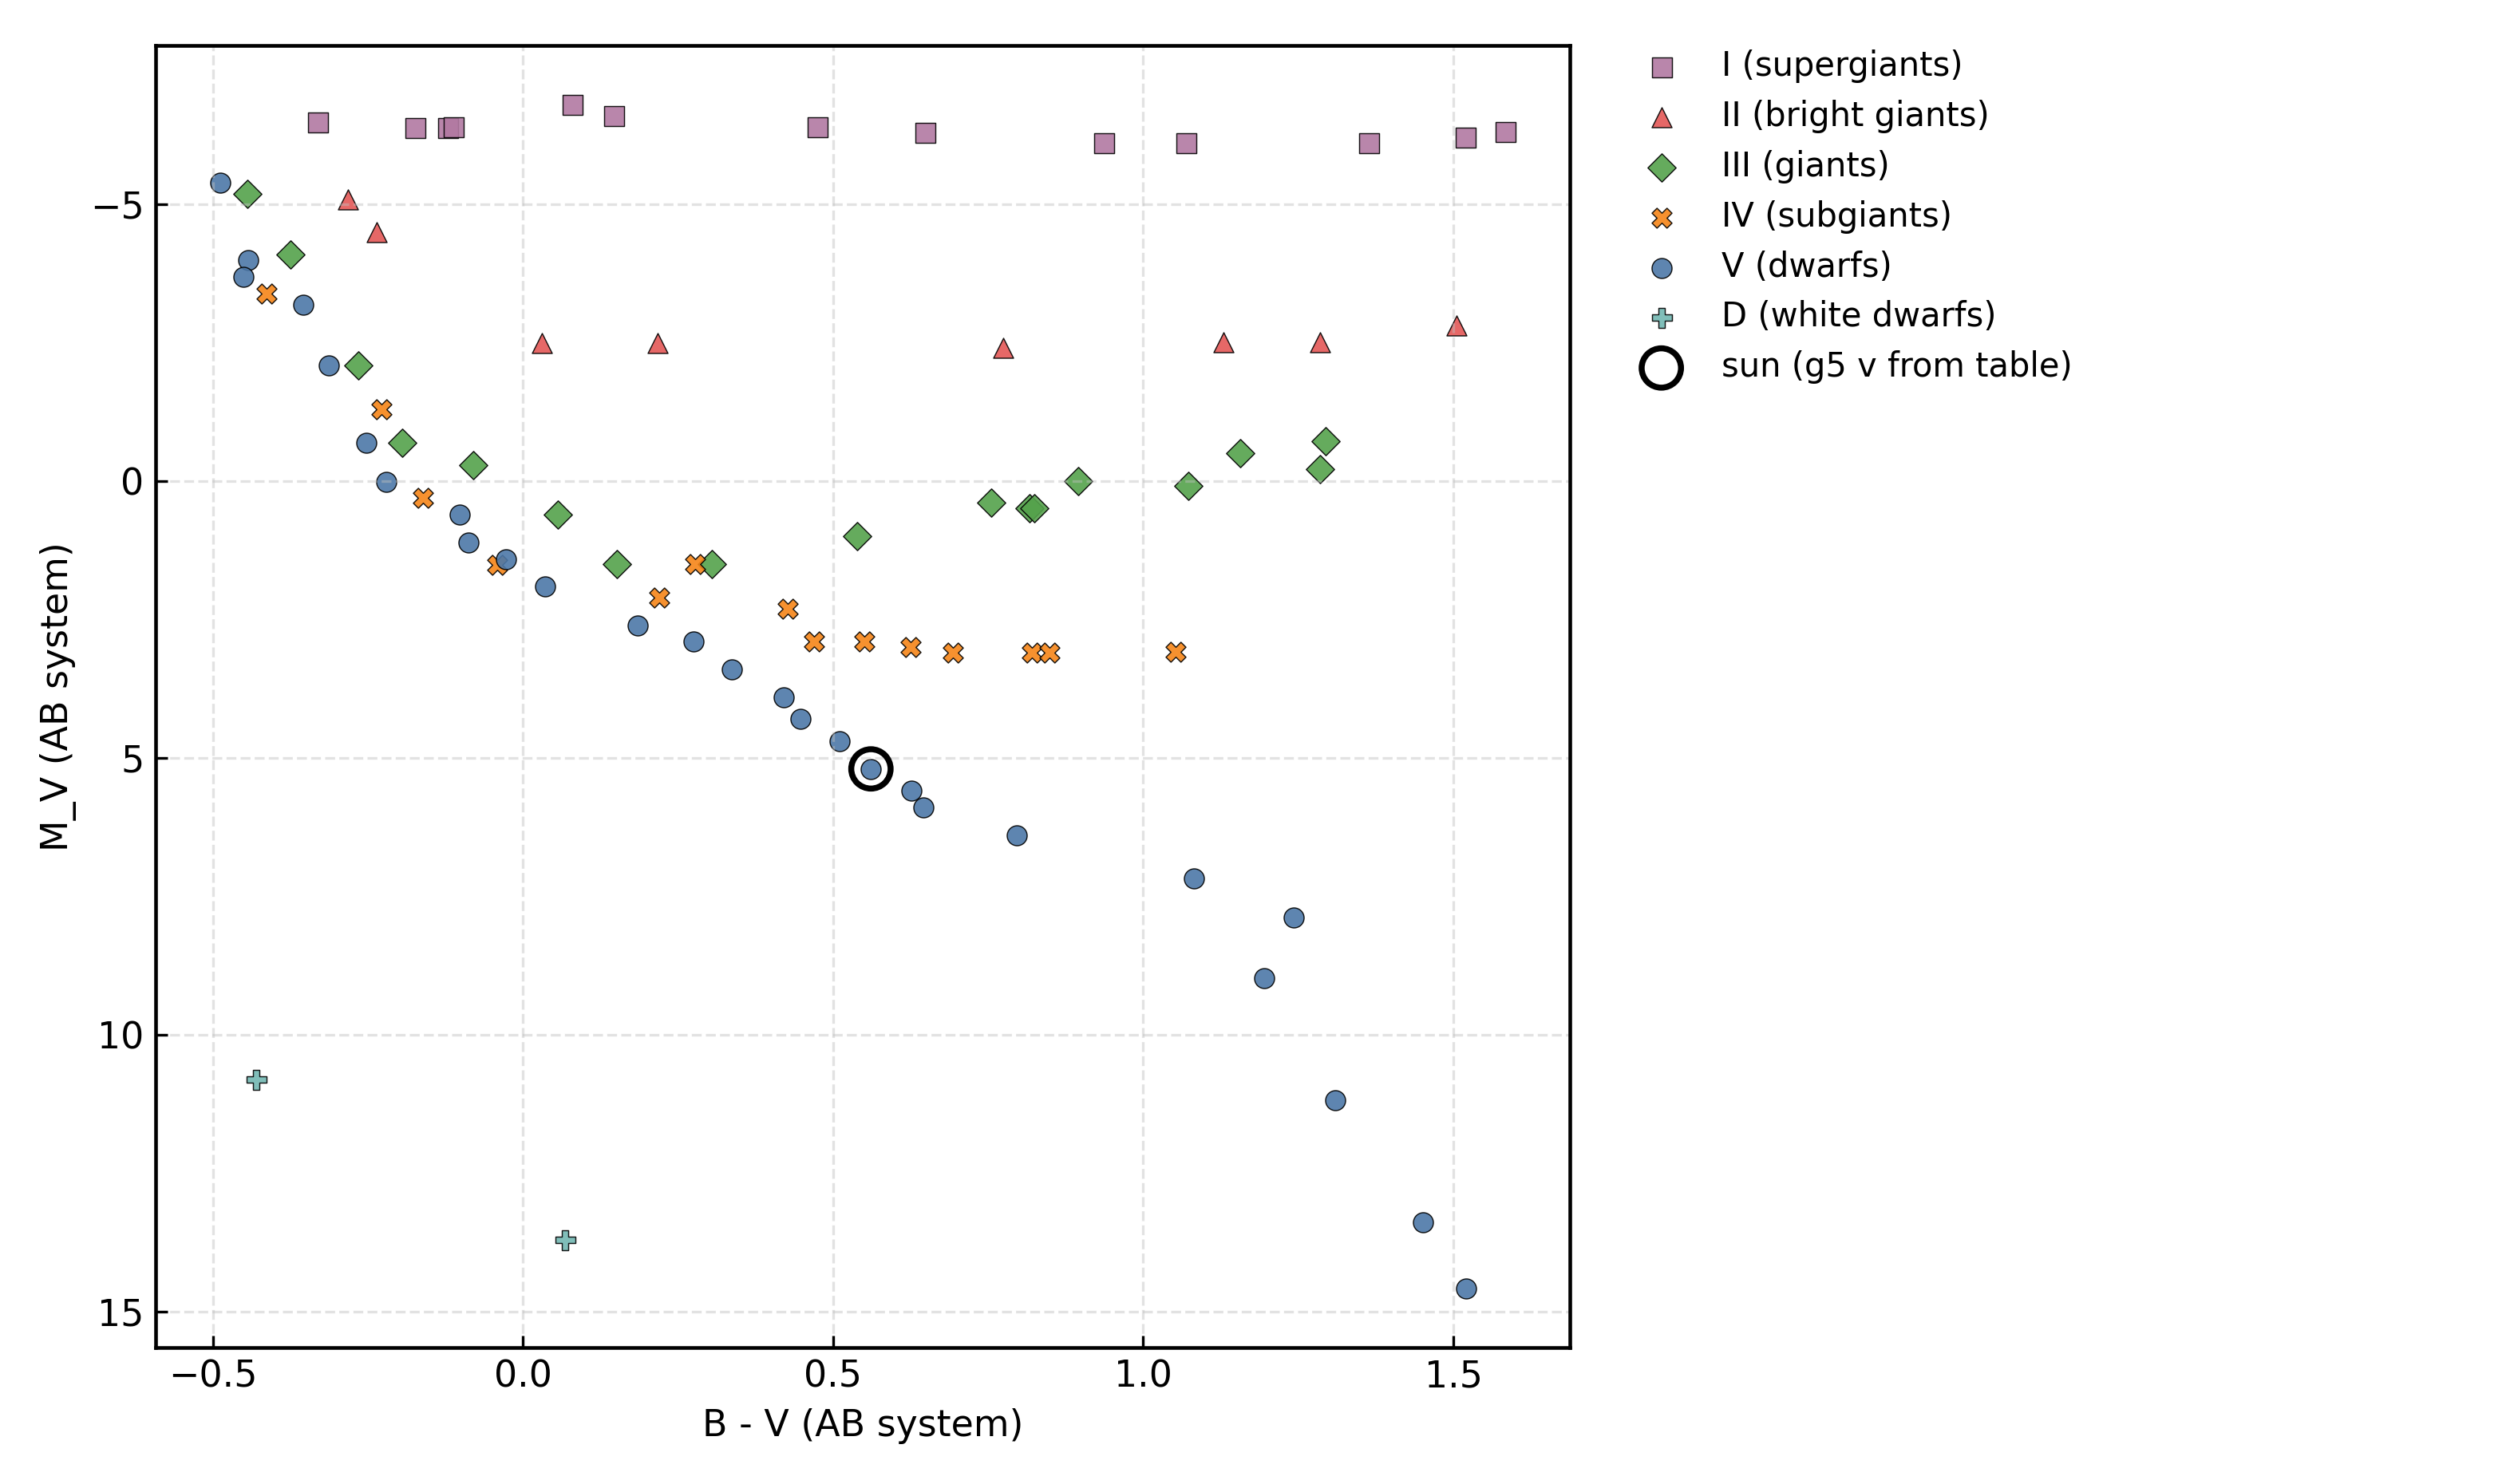 I (supergiants)
II (bright giants)
III (giants)
IV (subgiants)
V (dwarfs)
D (white dwarfs)
sun (g5 v from table)
M_V (AB system)
−5
0
5
10
15
−0.5 0.0 0.5 1.0 1.5
B - V (AB system)